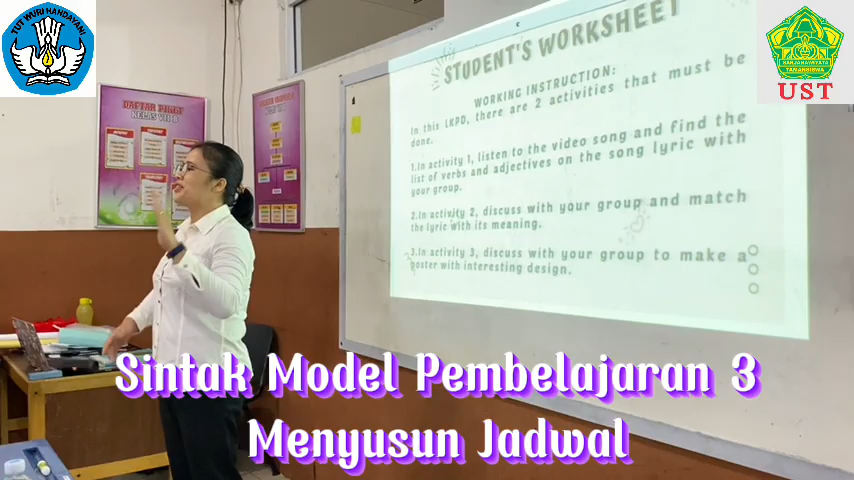 TUT WURI HANDAYANI
SARJANAWIYATA
TAMANSISWA
UST
DAFTAR PIKET
KELAS VII B
STUDENT'S WORKSHEET
WORKING INSTRUCTION:
In this LKPD, there are 2 activities that must be
done.
1.In activity 1, listen to the video song and find the
list of verbs and adjectives on the song lyric with
your group.
2.In activity 2, discuss with your group and match
the lyric with its meaning.
3.In activity 3, discuss with your group to make a
poster with interesting design.
Sintak Model Pembelajaran 3
Menyusun Jadwal